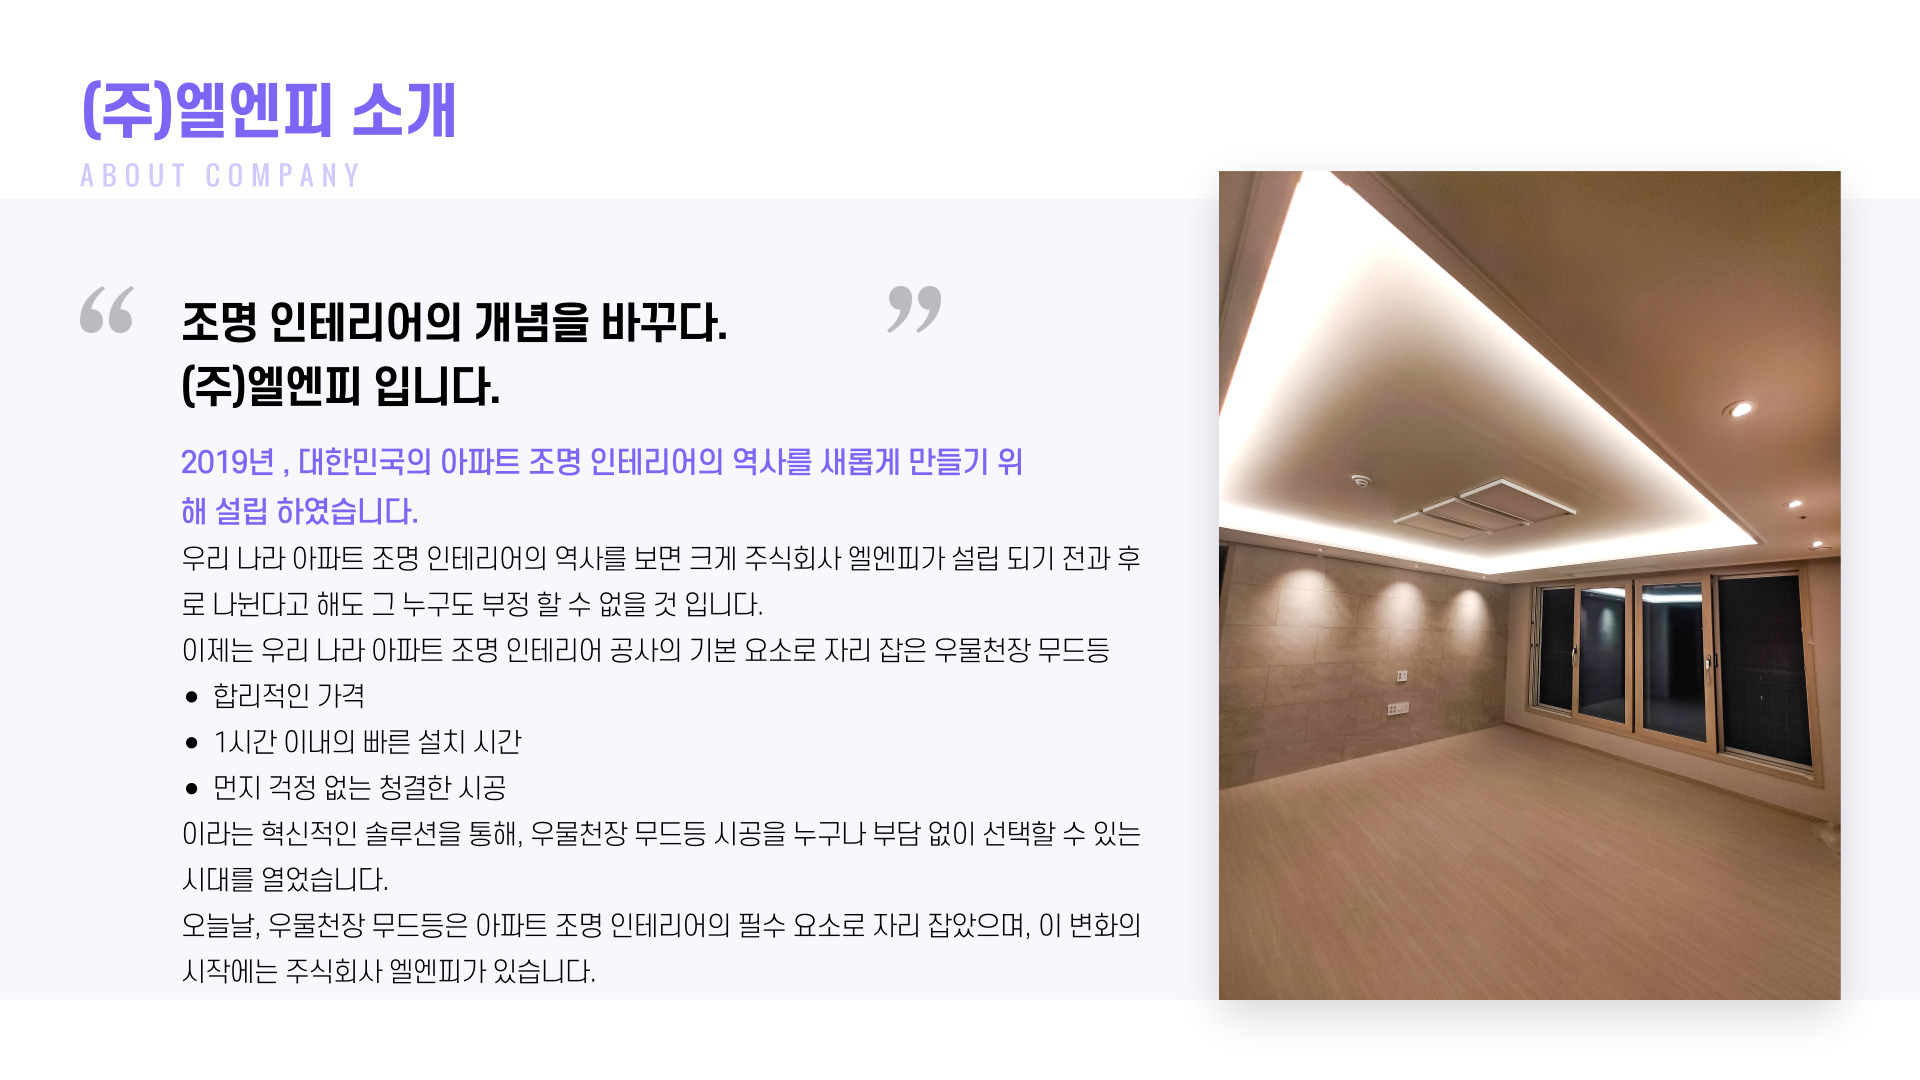 (주)엘엔피 소개
ABOUT COMPANY
“ 조명 인테리어의 개념을 바꾸다. ”
(주)엘엔피 입니다.
2019년 , 대한민국의 아파트 조명 인테리어의 역사를 새롭게 만들기 위
해 설립 하였습니다.
우리 나라 아파트 조명 인테리어의 역사를 보면 크게 주식회사 엘엔피가 설립 되기 전과 후
로 나뉜다고 해도 그 누구도 부정 할 수 없을 것 입니다.
이제는 우리 나라 아파트 조명 인테리어 공사의 기본 요소로 자리 잡은 우물천장 무드등
• 합리적인 가격
• 1시간 이내의 빠른 설치 시간
• 먼지 걱정 없는 청결한 시공
이라는 혁신적인 솔루션을 통해, 우물천장 무드등 시공을 누구나 부담 없이 선택할 수 있는
시대를 열었습니다.
오늘날, 우물천장 무드등은 아파트 조명 인테리어의 필수 요소로 자리 잡았으며, 이 변화의
시작에는 주식회사 엘엔피가 있습니다.